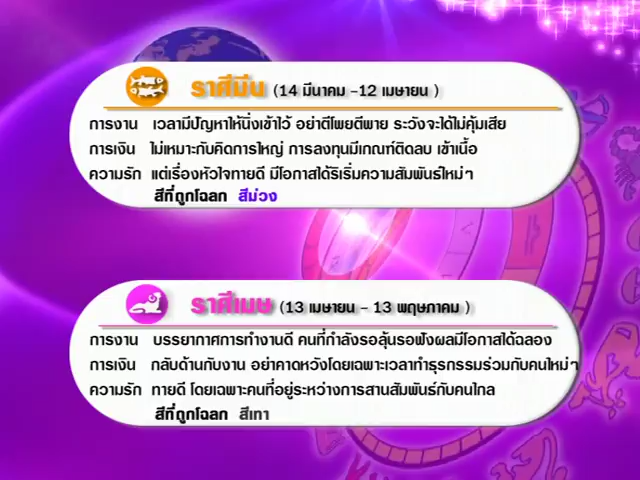 ราศีมีน (14 มีนาคม -12 เมษายน )
การงาน เวลามีปัญหาให้นิ่งเข้าไว้ อย่าตีโพยตีพาย ระวังจะได้ไม่คุ้มเสีย
การเงิน ไม่เหมาะกับคิดการใหญ่ การลงทุนมีเกณฑ์ติดลบ เข้าเนื้อ
ความรัก แต่เรื่องหัวใจทายดี มีโอกาสได้ริเริ่มความสัมพันธ์ใหม่ๆ
สีที่ถูกโฉลก สีม่วง
ราศีเมษ (13 เมษายน - 13 พฤษภาคม )
การงาน บรรยากาศการทำงานดี คนที่กำลังรอลุ้นรอฟังผลมีโอกาสได้ฉลอง
การเงิน กลับด้านกับงาน อย่าคาดหวังโดยเฉพาะเวลาทำธุรกรรมร่วมกับคนใหม่ๆ
ความรัก ทายดี โดยเฉพาะคนที่อยู่ระหว่างการสานสัมพันธ์กับคนไกล
สีที่ถูกโฉลก สีเทา